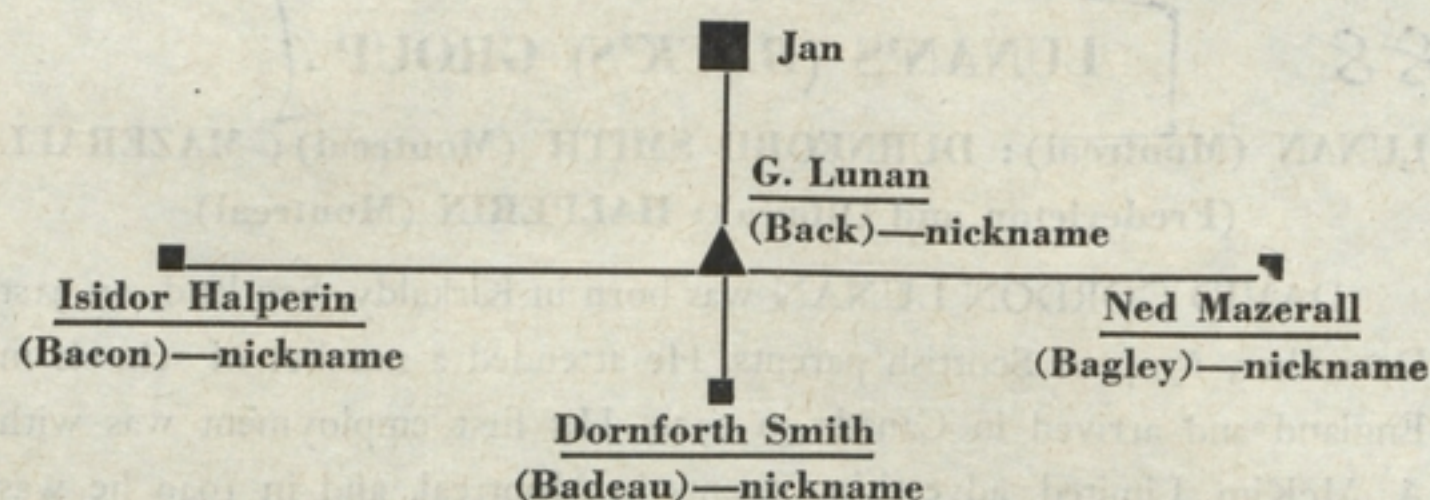 Jan
G. Lunan
(Back)—nickname
Isidor Halperin
(Bacon)—nickname
Ned Mazerall
(Bagley)—nickname
Dornforth Smith
(Badeau)—nickname